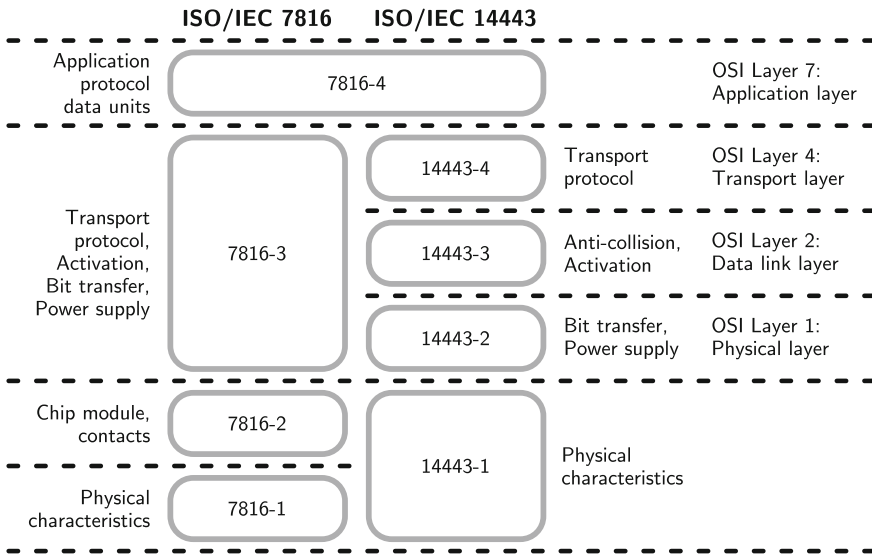 ISO/IEC 7816 ISO/IEC 14443
Application
protocol
data units
7816-4
OSI Layer 7:
Application layer
Transport
protocol,
Activation,
Bit transfer,
Power supply
7816-3
14443-4
Transport
protocol
OSI Layer 4:
Transport layer
14443-3
Anti-collision,
Activation
OSI Layer 2:
Data link layer
14443-2
Bit transfer,
Power supply
OSI Layer 1:
Physical layer
Chip module,
contacts
7816-2
14443-1
Physical
characteristics
Physical
characteristics
7816-1